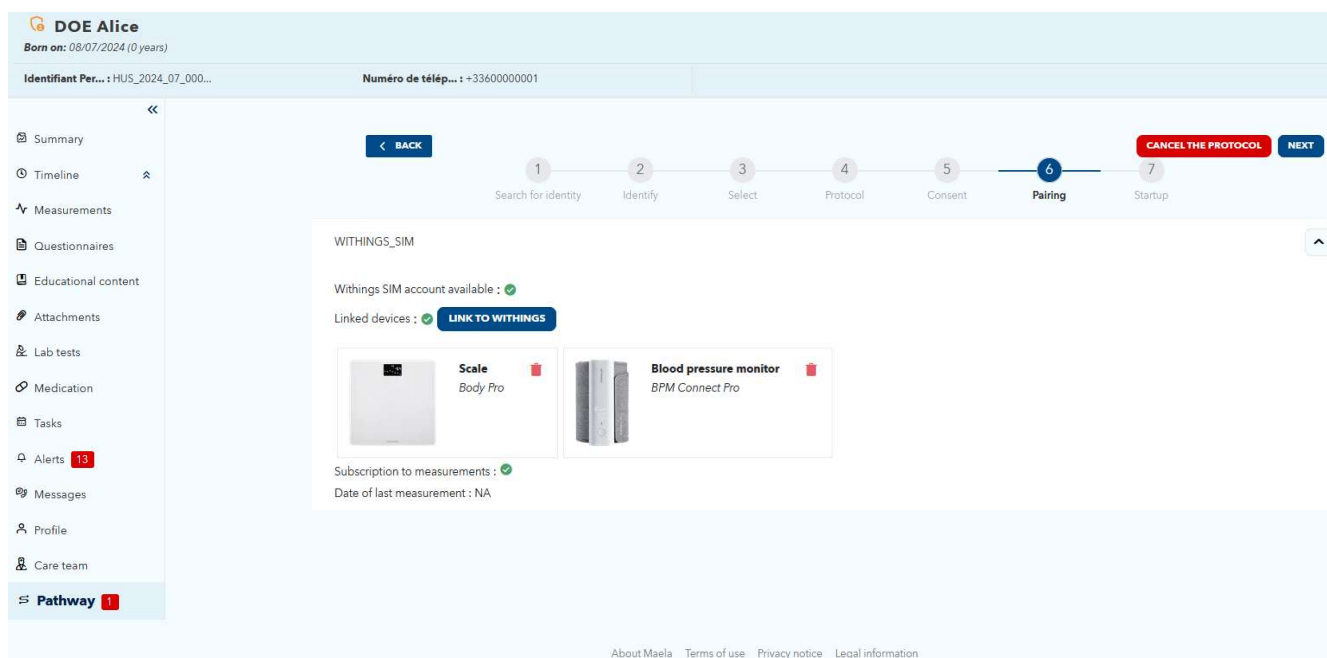 DOE Alice
Born on: 08/07/2024 (0 years)
Identifiant Per... : HUS_2024_07_000...
Numéro de télép... : +33600000001
Summary
Timeline
Measurements
Questionnaires
Educational content
Attachments
Lab tests
Medication
Tasks
Alerts 13
Messages
Profile
Care team
Pathway 1
BACK
CANCEL THE PROTOCOL
NEXT
1 Search for identity
2 Identify
3 Select
4 Protocol
5 Consent
6 Pairing
7 Startup
WITHINGS_SIM
Withings SIM account available :
Linked devices : LINK TO WITHINGS
Scale
Body Pro
Blood pressure monitor
BPM Connect Pro
Subscription to measurements :
Date of last measurement : NA
About Maela Terms of use Privacy notice Legal information